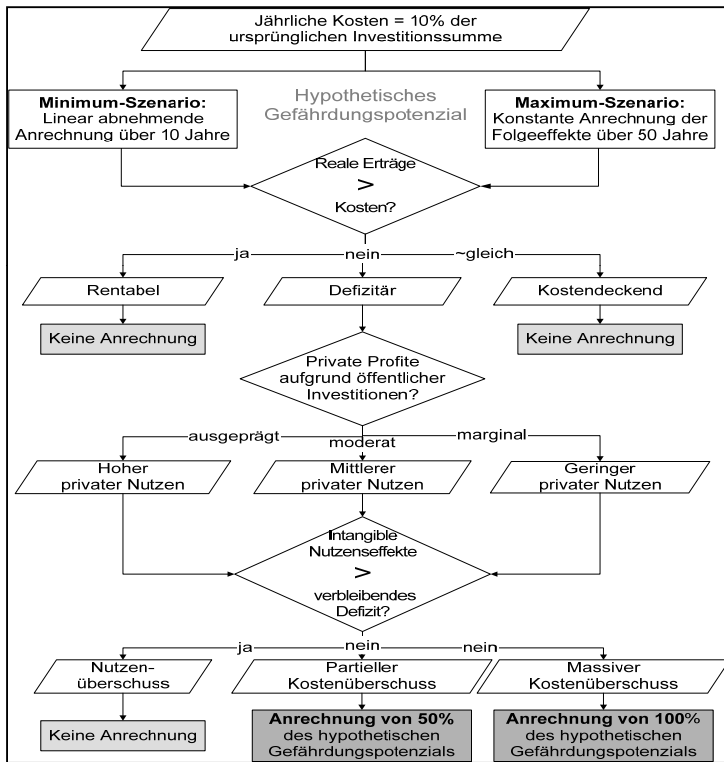 Jährliche Kosten = 10% der
ursprünglichen Investitionssumme
Minimum-Szenario:
Linear abnehmende
Anrechnung über 10 Jahre
Hypothetisches
Gefährdungspotenzial
Maximum-Szenario:
Konstante Anrechnung der
Folgeeffekte über 50 Jahre
Reale Erträge
>
Kosten?
ja
nein
~gleich
Rentabel
Defizitär
Kostendeckend
Keine Anrechnung
Keine Anrechnung
Private Profite
aufgrund öffentlicher
Investitionen?
ausgeprägt
moderat
marginal
Hoher
privater Nutzen
Mittlerer
privater Nutzen
Geringer
privater Nutzen
Intangible
Nutzenseffekte
>
verbleibendes
Defizit?
ja
nein
nein
Nutzen-
überschuss
Partieller
Kostenüberschuss
Massiver
Kostenüberschuss
Keine Anrechnung
Anrechnung von 50%
des hypothetischen
Gefährdungspotenzials
Anrechnung von 100%
des hypothetischen
Gefährdungspotenzials